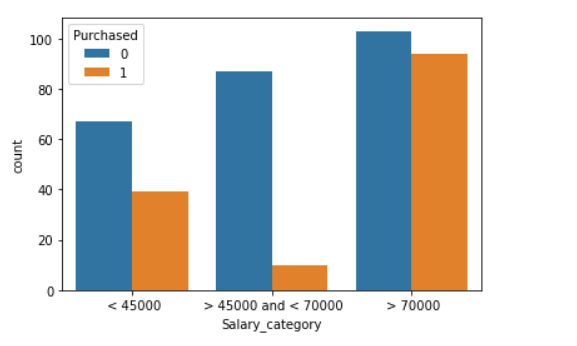 Purchased
0
1
100
80
60
40
20
0
count
< 45000
> 45000 and < 70000
> 70000
Salary_category